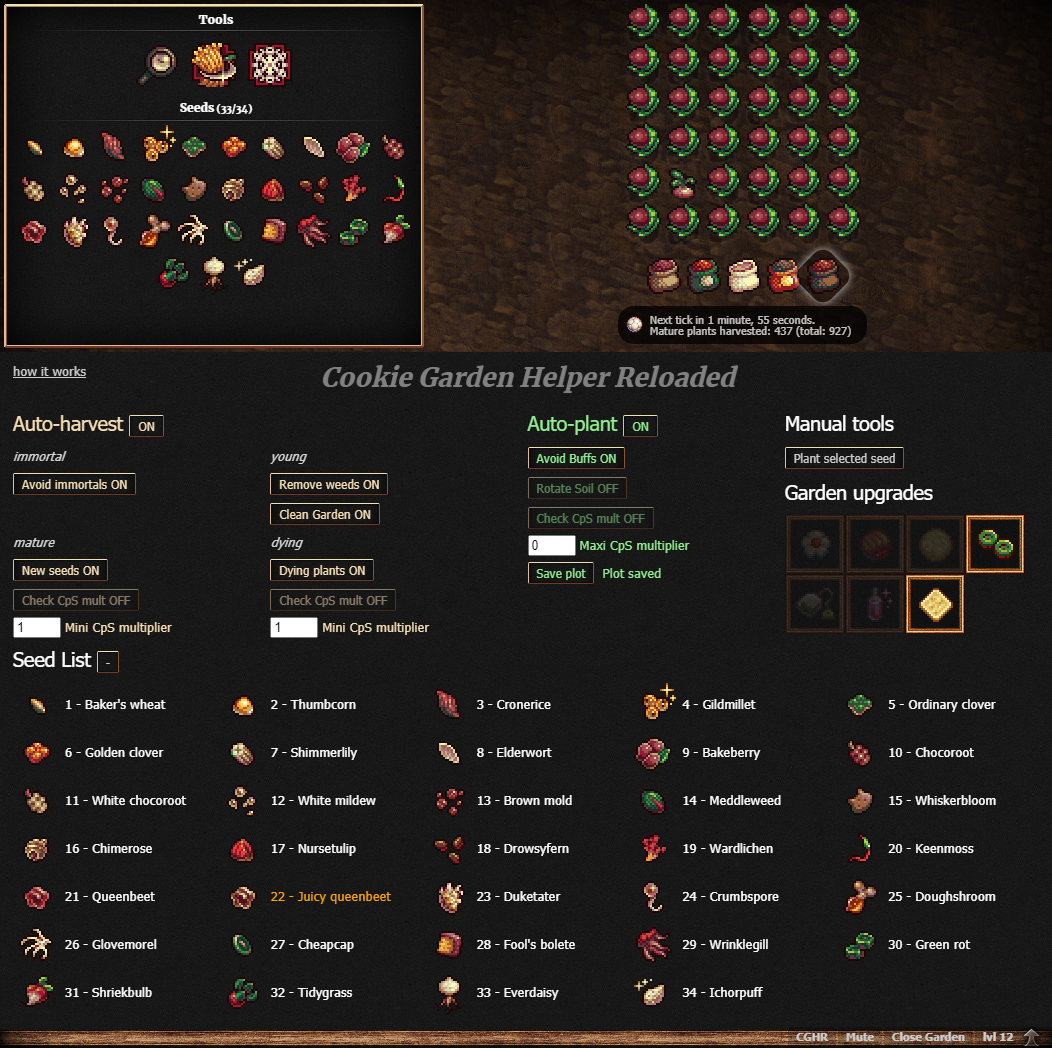 Tools
Seeds (33/34)
Next tick in 1 minute, 55 seconds.
Mature plants harvested: 437 (total: 927)
how it works
Cookie Garden Helper Reloaded
Auto-harvest ON
immortal
Avoid immortals ON
young
Remove weeds ON
Clean Garden ON
mature
New seeds ON
Check CpS mult OFF
1 Mini CpS multiplier
dying
Dying plants ON
Check CpS mult OFF
1 Mini CpS multiplier
Auto-plant ON
Avoid Buffs ON
Rotate Soil OFF
Check CpS mult OFF
0 Maxi CpS multiplier
Save plot Plot saved
Manual tools
Plant selected seed
Garden upgrades
Seed List -
1 - Baker's wheat
2 - Thumbcorn
3 - Cronerice
4 - Gildmillet
5 - Ordinary clover
6 - Golden clover
7 - Shimmerlily
8 - Elderwort
9 - Bakeberry
10 - Chocoroot
11 - White chocoroot
12 - White mildew
13 - Brown mold
14 - Meddleweed
15 - Whiskerbloom
16 - Chimerose
17 - Nursetulip
18 - Drowsyfern
19 - Wardlichen
20 - Keenmoss
21 - Queenbeet
22 - Juicy queenbeet
23 - Duketater
24 - Crumbspore
25 - Doughshroom
26 - Glovemorel
27 - Cheapcap
28 - Fool's bolete
29 - Wrinklegill
30 - Green rot
31 - Shriekbulb
32 - Tidygrass
33 - Everdaisy
34 - Ichorpuff
CGHR Mute Close Garden lvl 12